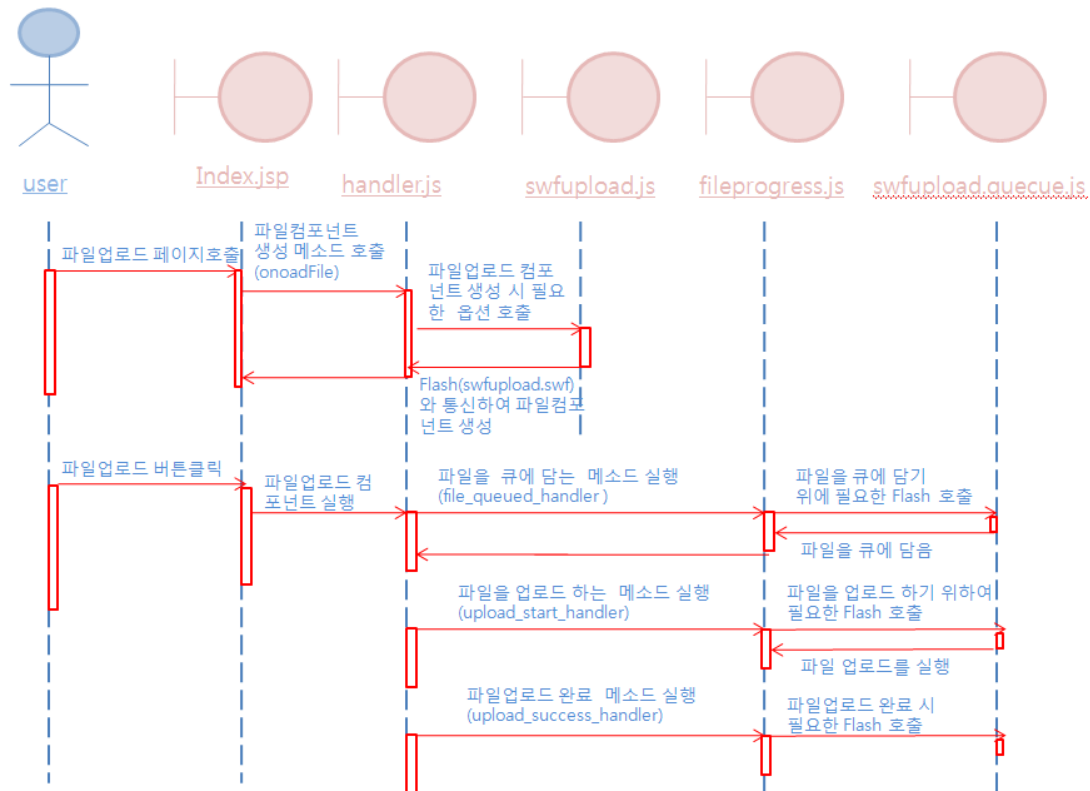 user
Index.jsp
handler.js
swfupload.js
fileprogress.js
swfupload.quecue.js
파일업로드 페이지호출
파일컴포넌트
생성 메소드 호출
(onoadFile)
파일업로드 컴포
넌트 생성 시 필요
한 옵션 호출
Flash(swfupload.swf)
와 통신하여 파일컴포
넌트 생성
파일업로드 버튼클릭
파일업로드 컴
포넌트 실행
파일을 큐에 담는 메소드 실행
(file_queued_handler )
파일을 큐에 담기
위에 필요한 Flash 호출
파일을 큐에 담음
파일을 업로드 하는 메소드 실행
(upload_start_handler)
파일을 업로드 하기 위하여
필요한 Flash 호출
파일 업로드를 실행
파일업로드 완료 메소드 실행
(upload_success_handler)
파일업로드 완료 시
필요한 Flash 호출